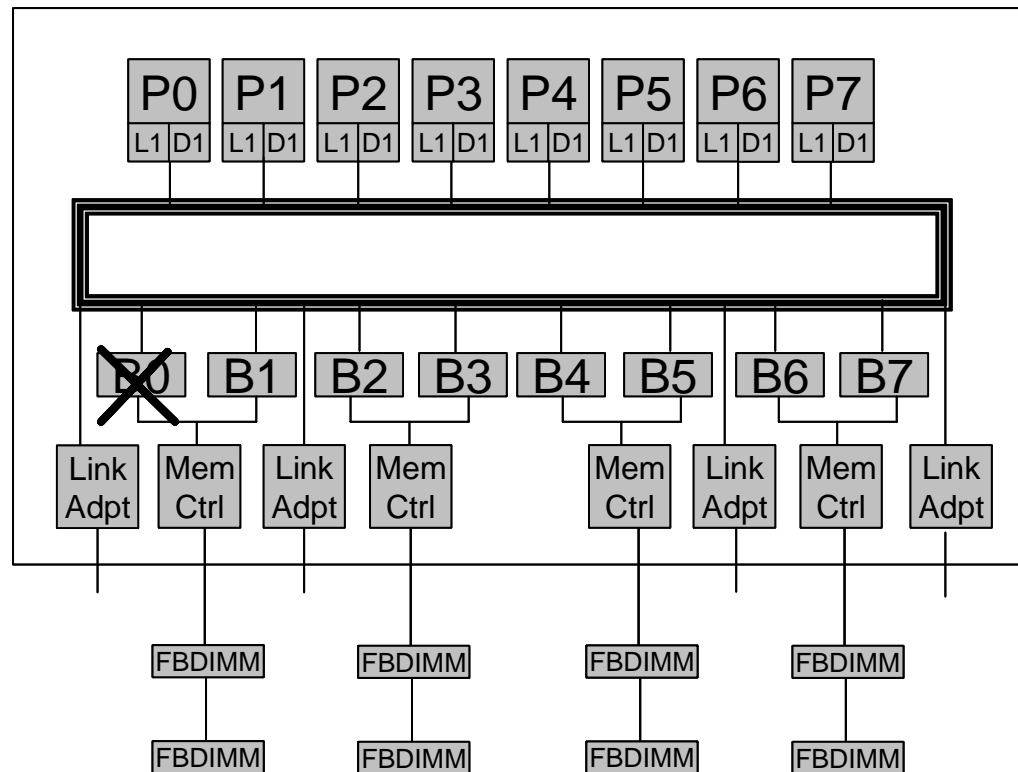 P0 P1 P2 P3 P4 P5 P6 P7
L1 D1 L1 D1 L1 D1 L1 D1 L1 D1 L1 D1 L1 D1 L1 D1
B0 B1 B2 B3 B4 B5 B6 B7
Link Mem Link Mem Mem Link Mem Link
Adpt Ctrl Adpt Ctrl Ctrl Adpt Ctrl Adpt
FBDIMM FBDIMM FBDIMM FBDIMM
FBDIMM FBDIMM FBDIMM FBDIMM